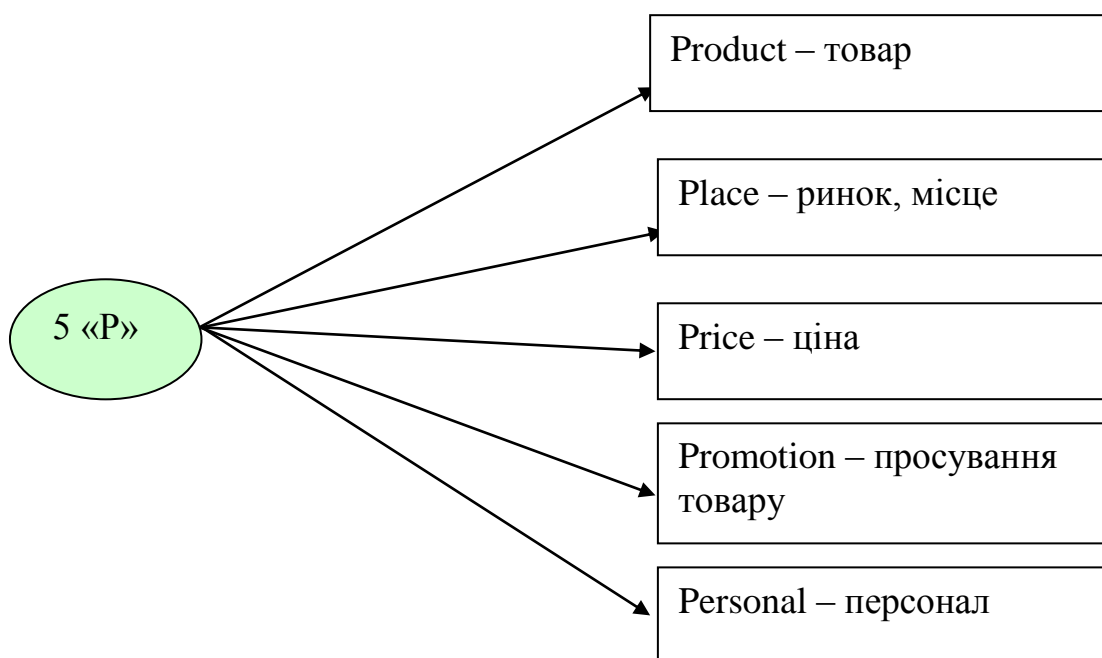 Product – товар
Place – ринок, місце
5 «Р»
Price – ціна
Promotion – просування
товару
Personal – персонал